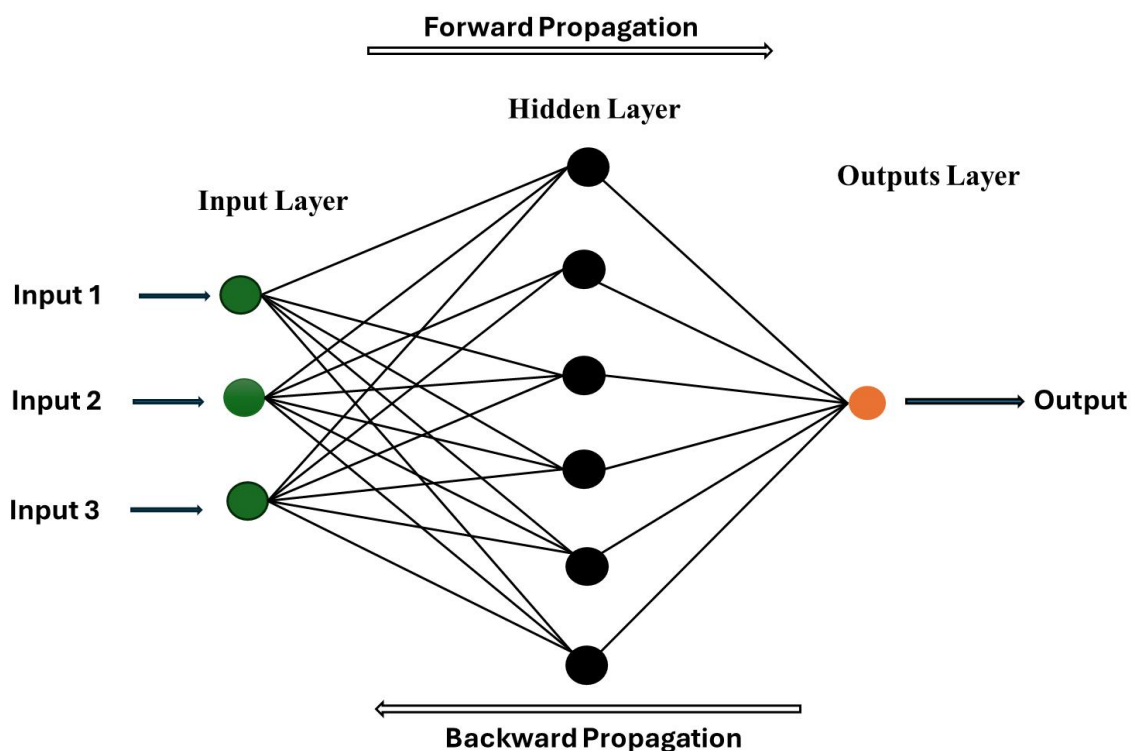 Forward Propagation
Hidden Layer
Input Layer
Outputs Layer
Input 1
Input 2
Output
Input 3
Backward Propagation